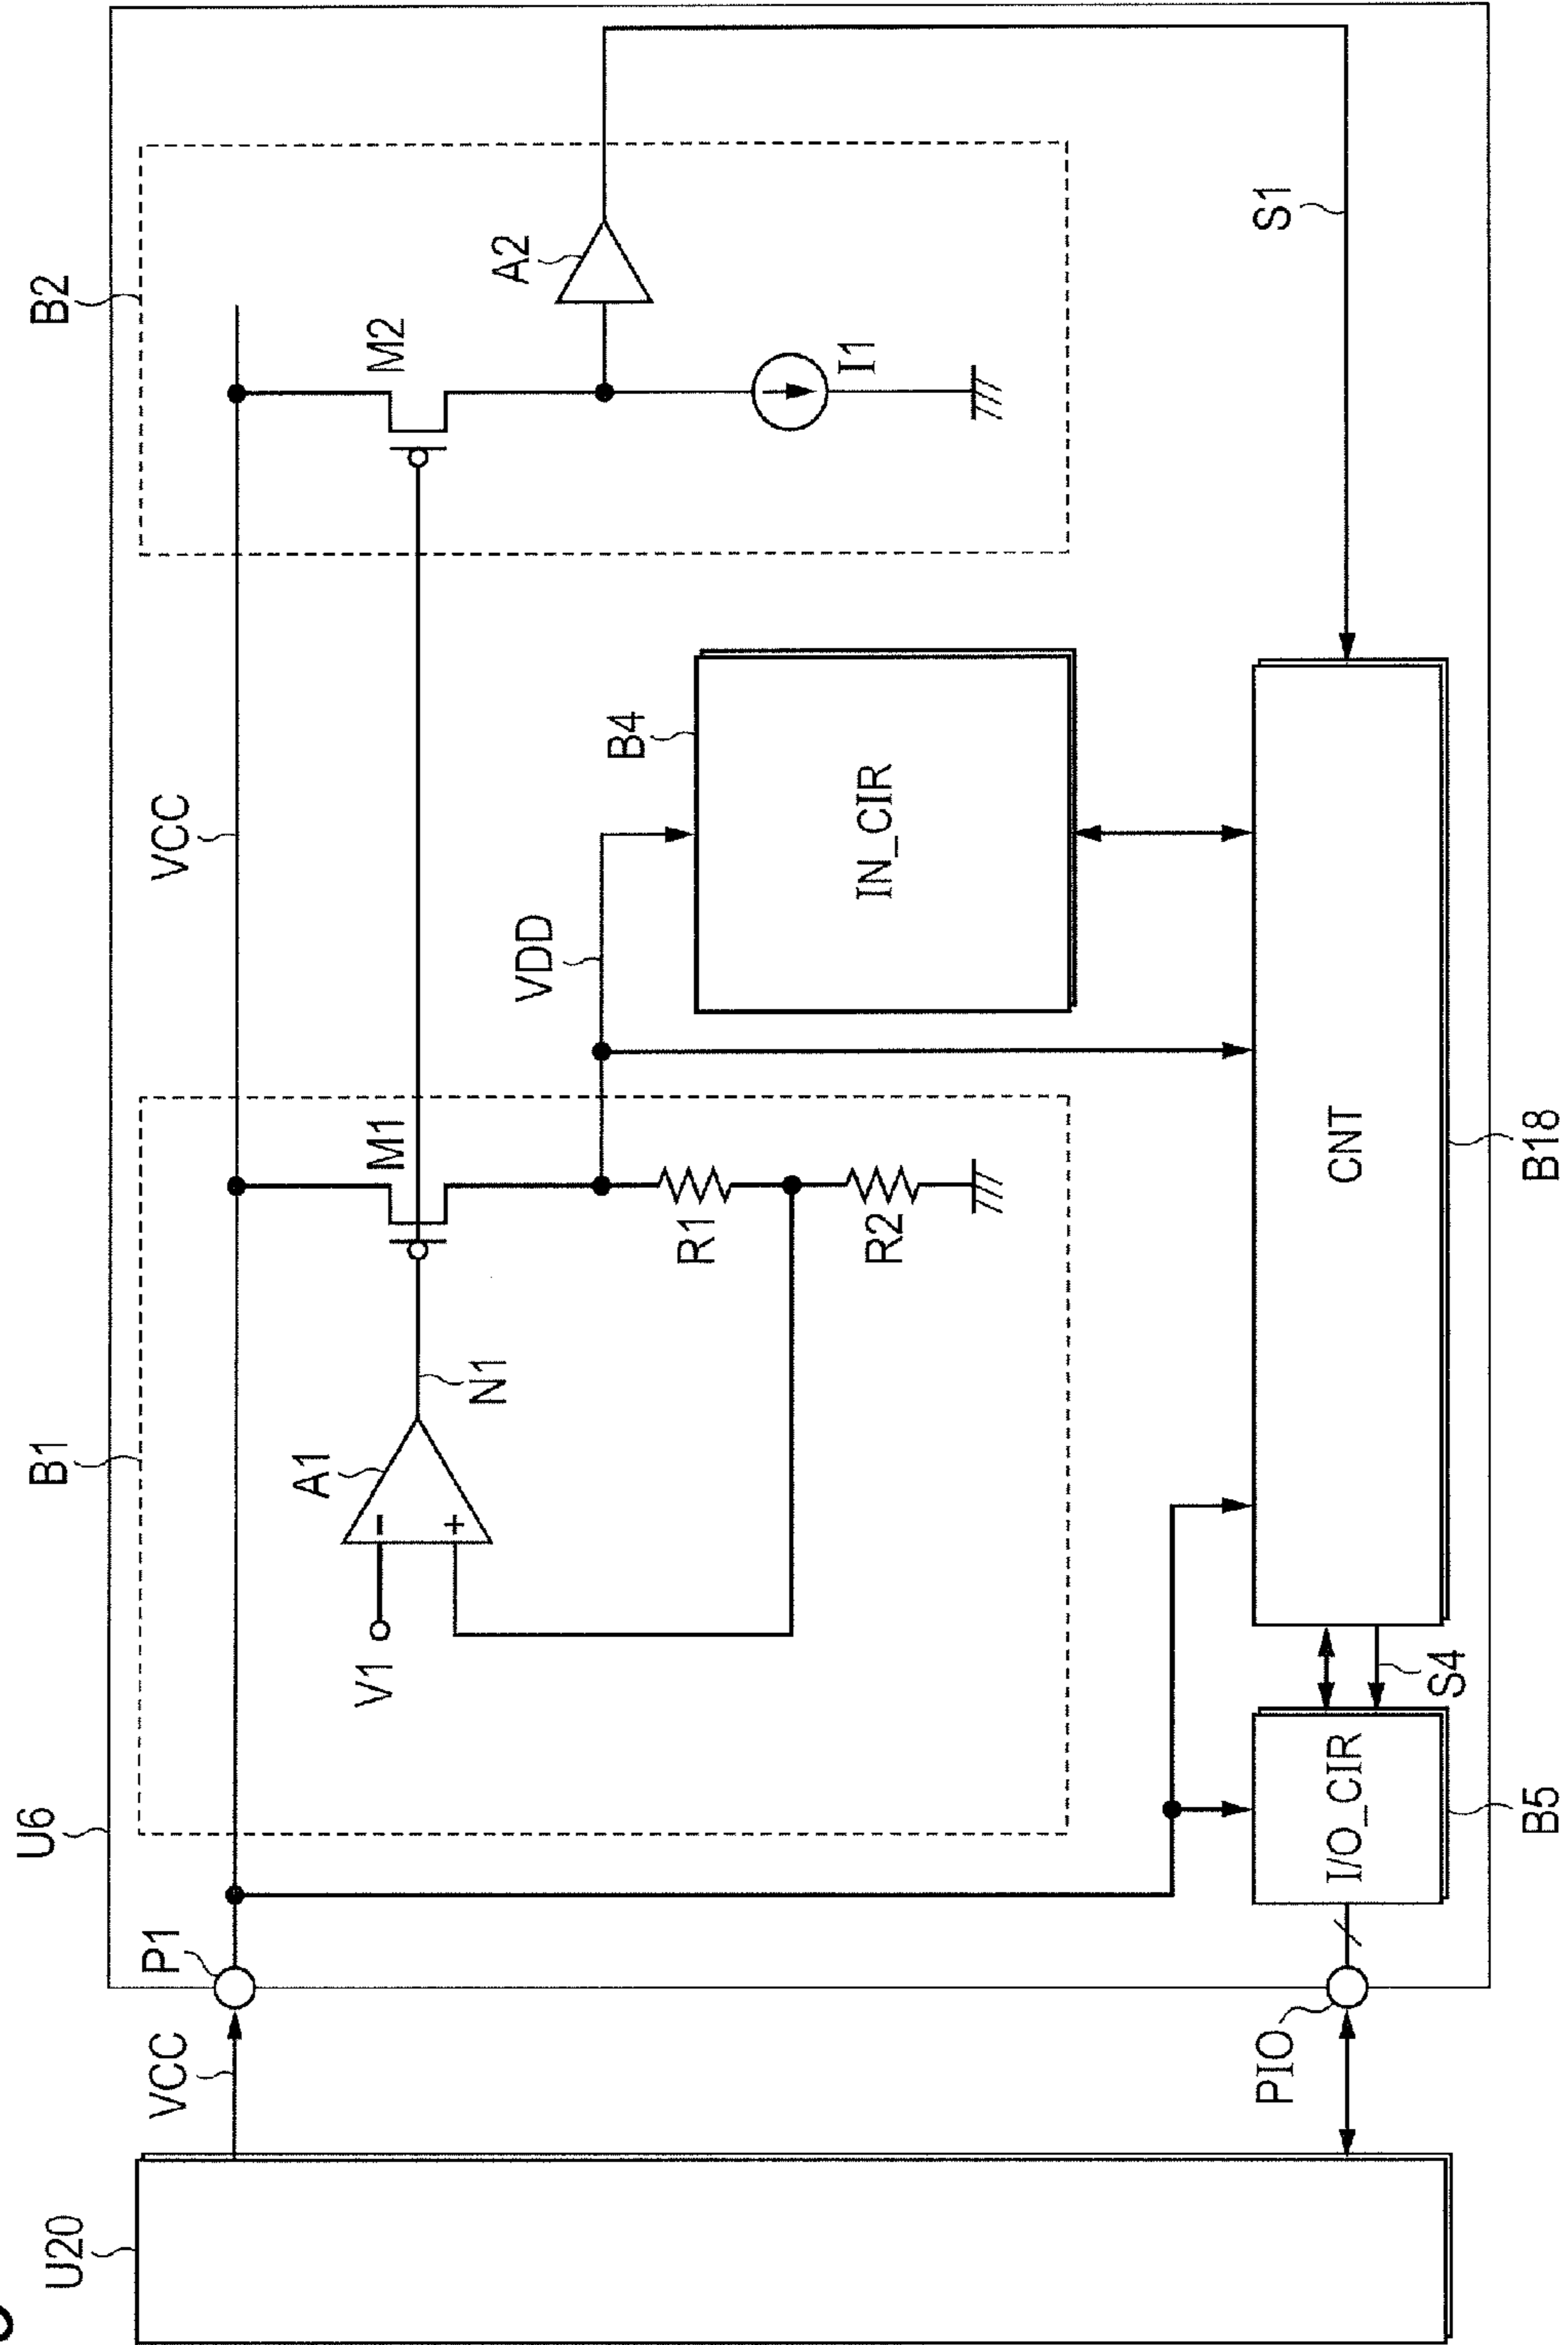 U20
VCC
P1
U6
B1
V1
A1
-
+
N1
M1
R1
R2
VCC
VDD
B4
IN_CIR
B2
M2
A2
I1
S1
PIO
I/O_CIR
B5
S4
CNT
B18